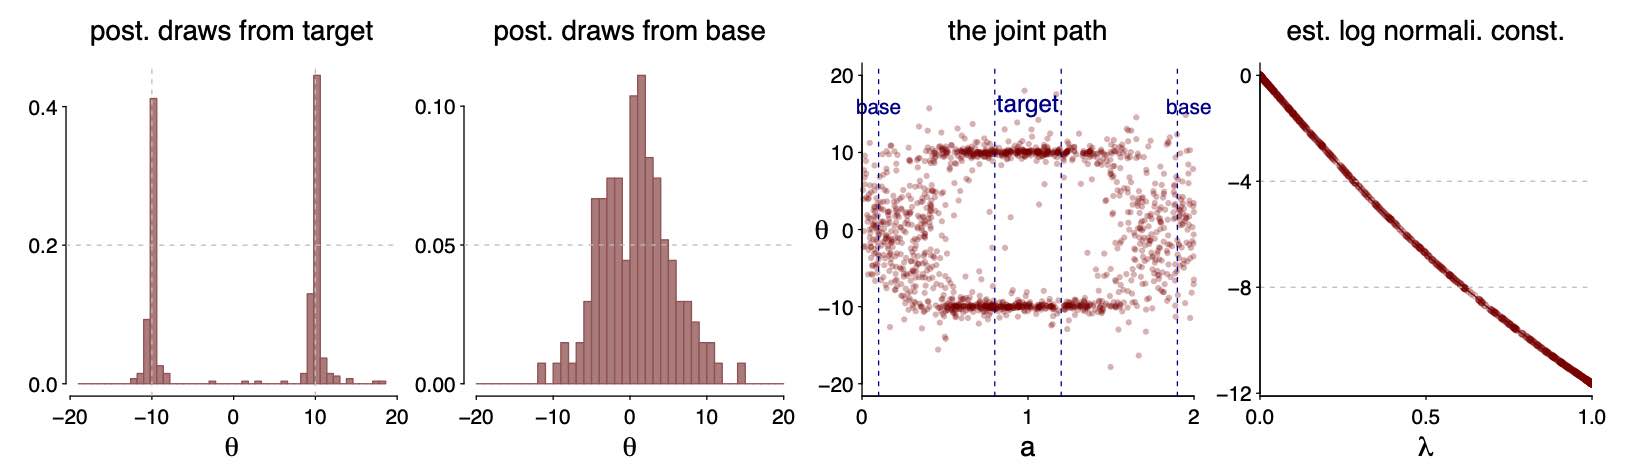 post. draws from target
0.4
0.2
0.0
−20 −10 0 10 20
θ
post. draws from base
0.10
0.05
0.00
−20 −10 0 10 20
θ
the joint path
20
10
θ 0
−10
−20
base target base
0 1 2
a
est. log normali. const.
0
−4
−8
−12
0.0 0.5 1.0
λ